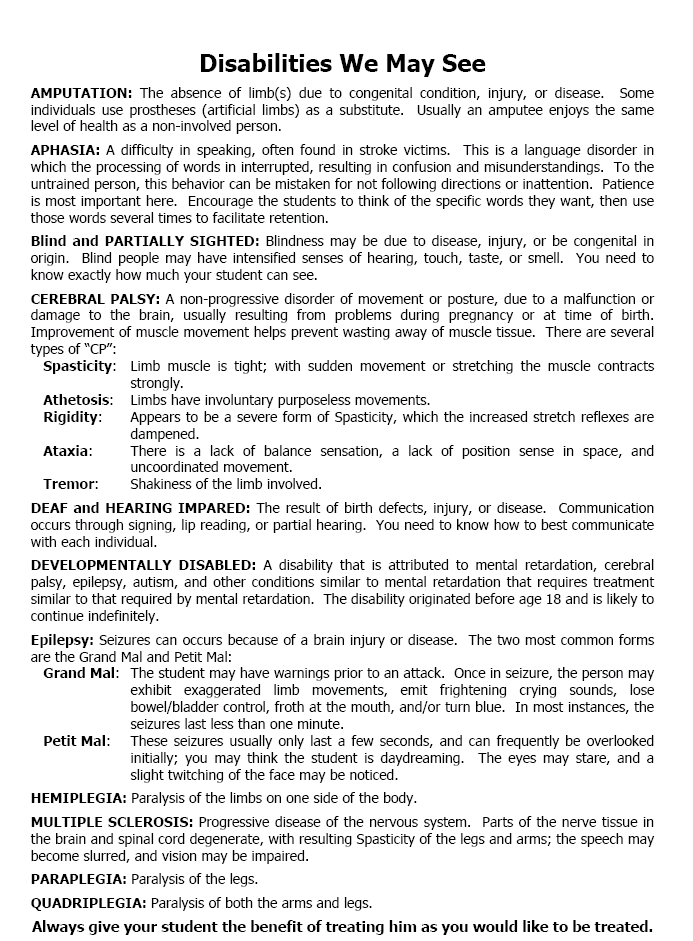 Disabilities We May See
AMPUTATION: The absence of limb(s) due to congenital condition, injury, or disease. Some
individuals use prostheses (artificial limbs) as a substitute. Usually an amputee enjoys the same
level of health as a non-involved person.
APHASIA: A difficulty in speaking, often found in stroke victims. This is a language disorder in
which the processing of words in interrupted, resulting in confusion and misunderstandings. To the
untrained person, this behavior can be mistaken for not following directions or inattention. Patience
is most important here. Encourage the students to think of the specific words they want, then use
those words several times to facilitate retention.
Blind and PARTIALLY SIGHTED: Blindness may be due to disease, injury, or be congenital in
origin. Blind people may have intensified senses of hearing, touch, taste, or smell. You need to
know exactly how much your student can see.
CEREBRAL PALSY: A non-progressive disorder of movement or posture, due to a malfunction or
damage to the brain, usually resulting from problems during pregnancy or at time of birth.
Improvement of muscle movement helps prevent wasting away of muscle tissue. There are several
types of “CP”:
Spasticity: Limb muscle is tight; with sudden movement or stretching the muscle contracts
strongly.
Athetosis: Limbs have involuntary purposeless movements.
Rigidity: Appears to be a severe form of Spasticity, which the increased stretch reflexes are
dampened.
Ataxia: There is a lack of balance sensation, a lack of position sense in space, and
uncoordinated movement.
Tremor: Shakiness of the limb involved.
DEAF and HEARING IMPARED: The result of birth defects, injury, or disease. Communication
occurs through signing, lip reading, or partial hearing. You need to know how to best communicate
with each individual.
DEVELOPMENTALLY DISABLED: A disability that is attributed to mental retardation, cerebral
palsy, epilepsy, autism, and other conditions similar to mental retardation that requires treatment
similar to that required by mental retardation. The disability originated before age 18 and is likely to
continue indefinitely.
Epilepsy: Seizures can occurs because of a brain injury or disease. The two most common forms
are the Grand Mal and Petit Mal:
Grand Mal: The student may have warnings prior to an attack. Once in seizure, the person may
exhibit exaggerated limb movements, emit frightening crying sounds, lose
bowel/bladder control, froth at the mouth, and/or turn blue. In most instances, the
seizures last less than one minute.
Petit Mal: These seizures usually only last a few seconds, and can frequently be overlooked
initially; you may think the student is daydreaming. The eyes may stare, and a
slight twitching of the face may be noticed.
HEMIPLEGIA: Paralysis of the limbs on one side of the body.
MULTIPLE SCLEROSIS: Progressive disease of the nervous system. Parts of the nerve tissue in
the brain and spinal cord degenerate, with resulting Spasticity of the legs and arms; the speech may
become slurred, and vision may be impaired.
PARAPLEGIA: Paralysis of the legs.
QUADRIPLEGIA: Paralysis of both the arms and legs.
Always give your student the benefit of treating him as you would like to be treated.